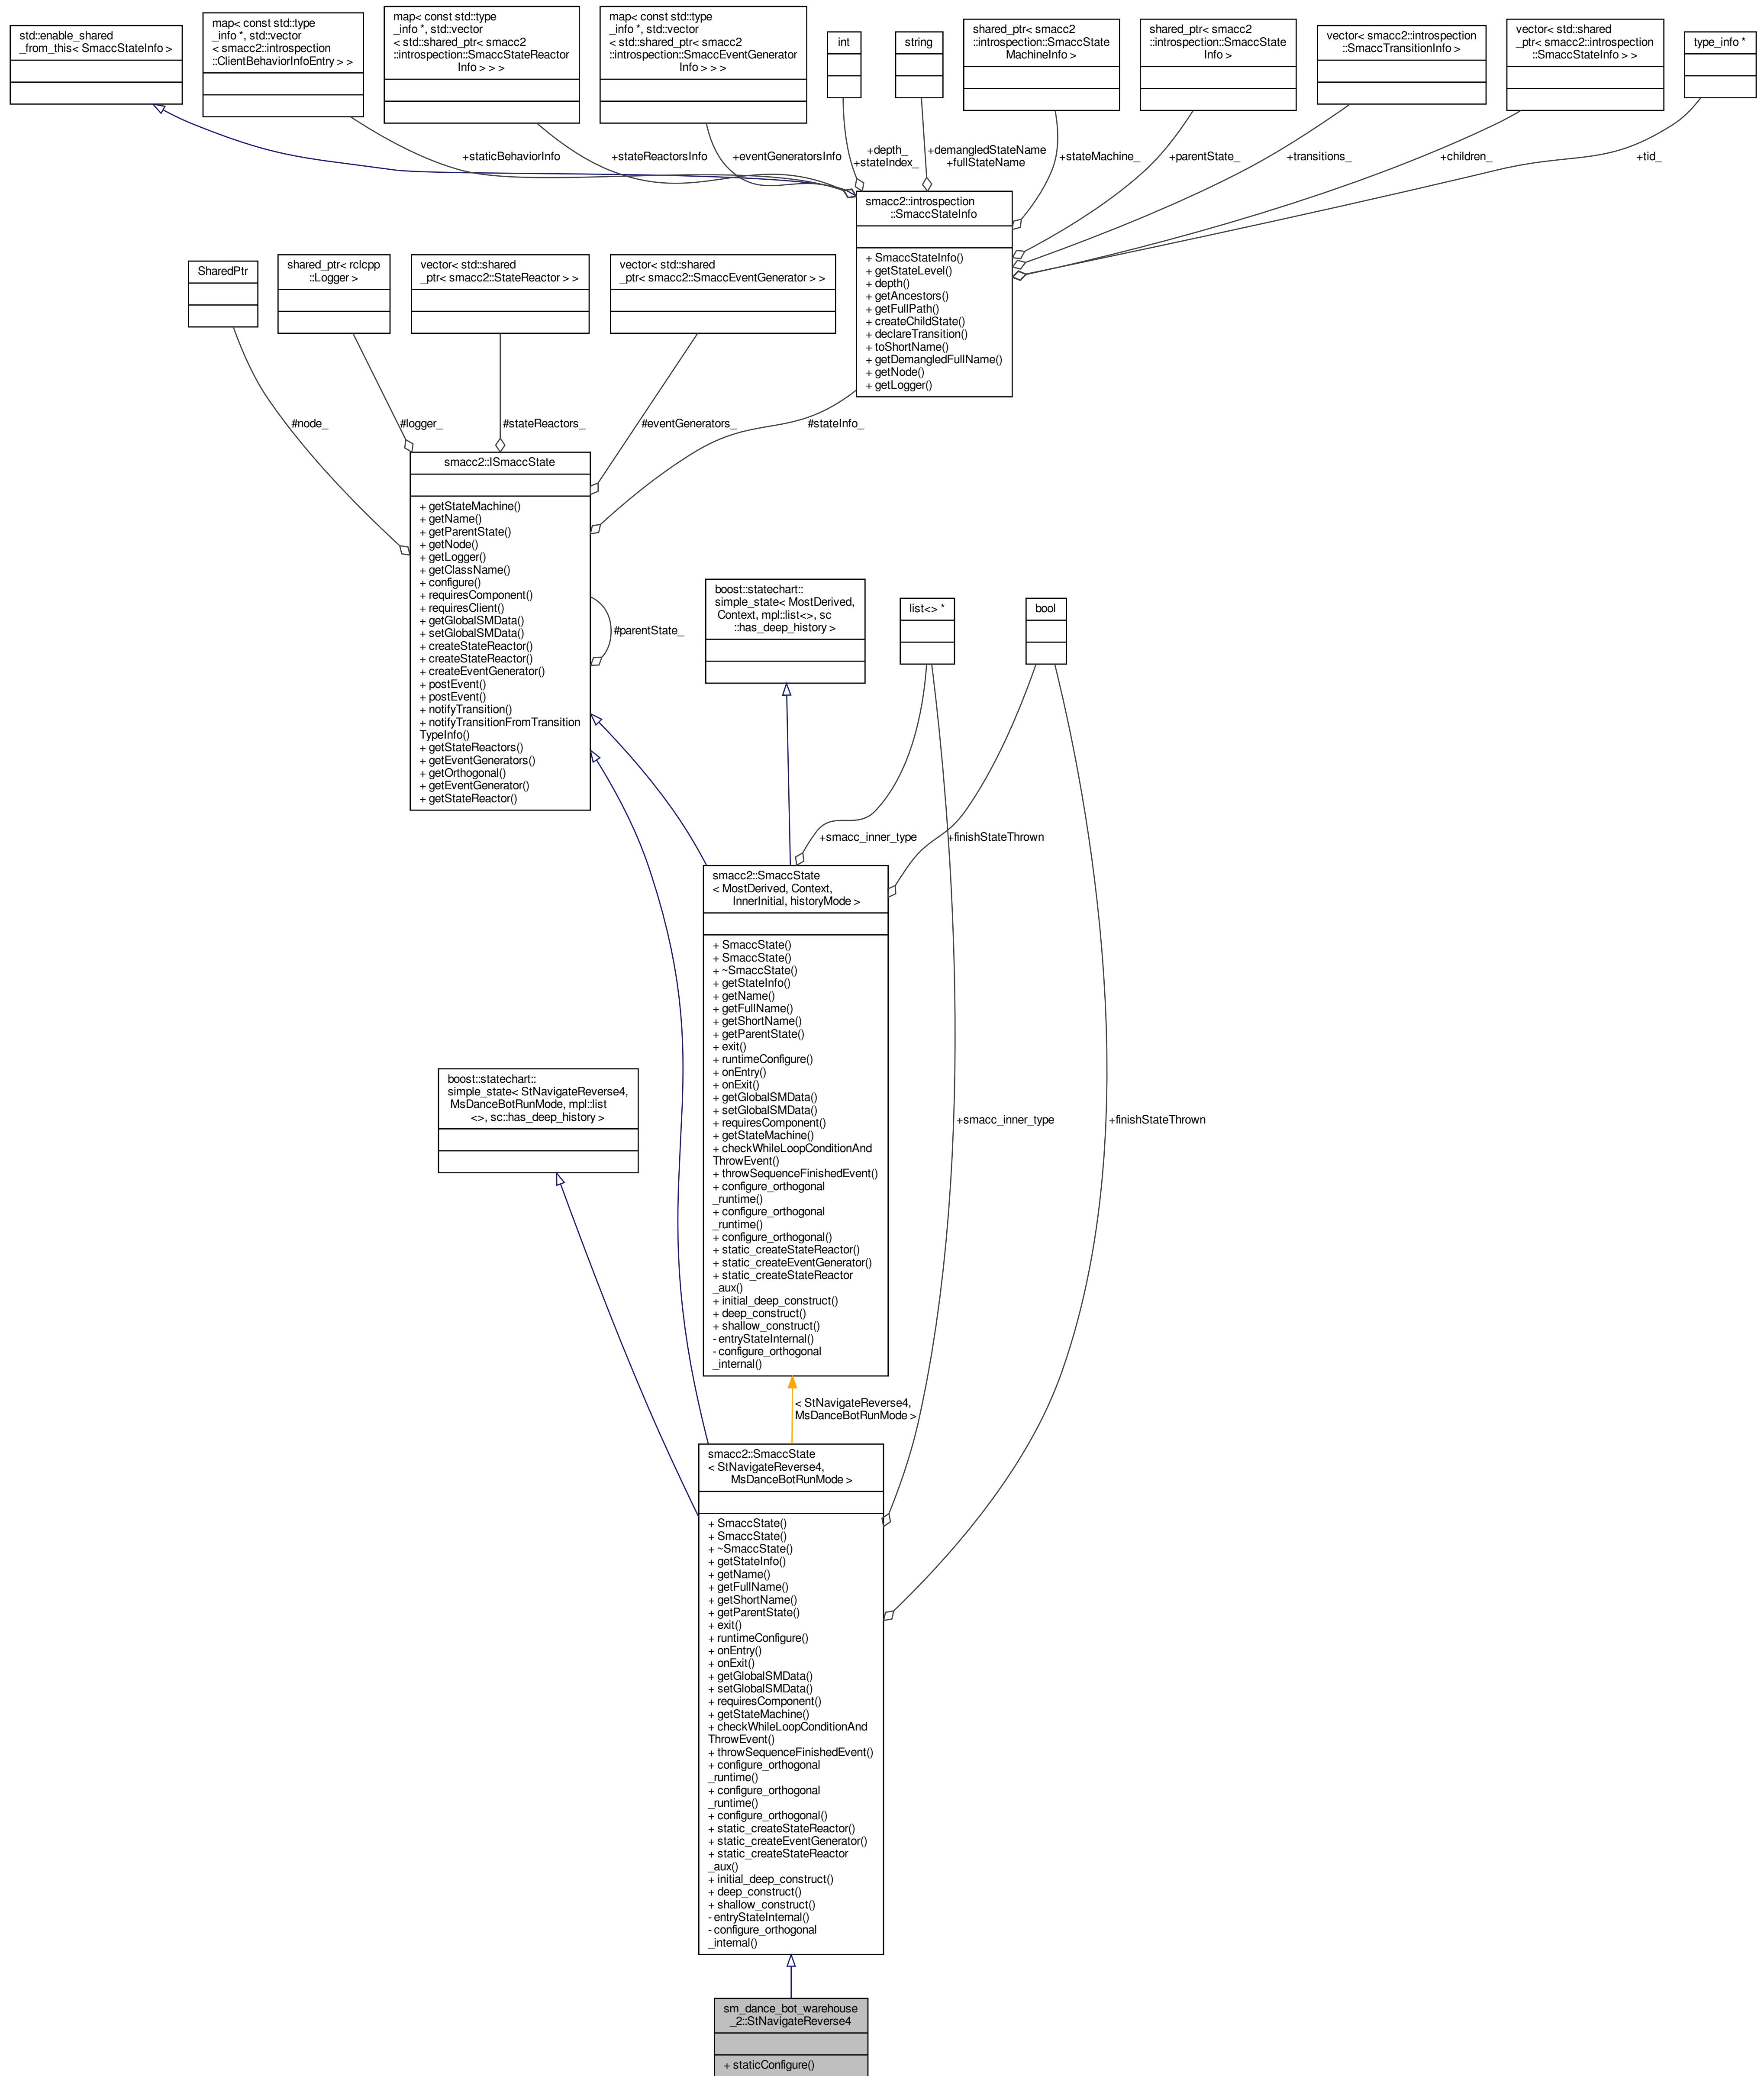 std::enable_shared
_from_this< SmaccStateInfo >
map< const std::type
_info *, std::vector
< smacc2::introspection
::ClientBehaviorInfoEntry > >
map< const std::type
_info *, std::vector
< std::shared_ptr< smacc2
::introspection::SmaccStateReactor
Info > > >
map< const std::type
_info *, std::vector
< std::shared_ptr< smacc2
::introspection::SmaccEventGenerator
Info > > >
int
string
shared_ptr< smacc2
::introspection::SmaccState
MachineInfo >
shared_ptr< smacc2
::introspection::SmaccState
Info >
vector< smacc2::introspection
::SmaccTransitionInfo >
vector< std::shared
_ptr< smacc2::introspection
::SmaccStateInfo > >
type_info *
+staticBehaviorInfo
+stateReactorsInfo
+eventGeneratorsInfo
+depth_
+stateIndex_
+demangledStateName
+fullStateName
+stateMachine_
+parentState_
+transitions_
+children_
+tid_
smacc2::introspection
::SmaccStateInfo
+ SmaccStateInfo()
+ getStateLevel()
+ depth()
+ getAncestors()
+ getFullPath()
+ createChildState()
+ declareTransition()
+ toShortName()
+ getDemangledFullName()
+ getNode()
+ getLogger()
SharedPtr
shared_ptr< rclcpp
::Logger >
vector< std::shared
_ptr< smacc2::StateReactor > >
vector< std::shared
_ptr< smacc2::SmaccEventGenerator > >
#node_
#logger_
#stateReactors_
#eventGenerators_
#stateInfo_
smacc2::ISmaccState
+ getStateMachine()
+ getName()
+ getParentState()
+ getNode()
+ getLogger()
+ getClassName()
+ configure()
+ requiresComponent()
+ requiresClient()
+ getGlobalSMData()
+ setGlobalSMData()
+ createStateReactor()
+ createStateReactor()
+ createEventGenerator()
+ postEvent()
+ postEvent()
+ notifyTransition()
+ notifyTransitionFromTransition
TypeInfo()
+ getStateReactors()
+ getEventGenerators()
+ getOrthogonal()
+ getEventGenerator()
+ getStateReactor()
#parentState_
boost::statechart::
simple_state< MostDerived,
Context, mpl::list<>, sc
::has_deep_history >
list<> *
bool
+smacc_inner_type
+finishStateThrown
smacc2::SmaccState
< MostDerived, Context,
InnerInitial, historyMode >
+ SmaccState()
+ SmaccState()
+ ~SmaccState()
+ getStateInfo()
+ getName()
+ getFullName()
+ getShortName()
+ getParentState()
+ exit()
+ runtimeConfigure()
+ onEntry()
+ onExit()
+ getGlobalSMData()
+ setGlobalSMData()
+ requiresComponent()
+ getStateMachine()
+ checkWhileLoopConditionAnd
ThrowEvent()
+ throwSequenceFinishedEvent()
+ configure_orthogonal
_runtime()
+ configure_orthogonal
_runtime()
+ configure_orthogonal()
+ static_createStateReactor()
+ static_createEventGenerator()
+ static_createStateReactor
_aux()
+ initial_deep_construct()
+ deep_construct()
+ shallow_construct()
- entryStateInternal()
- configure_orthogonal
_internal()
boost::statechart::
simple_state< StNavigateReverse4,
MsDanceBotRunMode, mpl::list
<>, sc::has_deep_history >
+smacc_inner_type
+finishStateThrown
< StNavigateReverse4,
MsDanceBotRunMode >
smacc2::SmaccState
< StNavigateReverse4,
MsDanceBotRunMode >
+ SmaccState()
+ SmaccState()
+ ~SmaccState()
+ getStateInfo()
+ getName()
+ getFullName()
+ getShortName()
+ getParentState()
+ exit()
+ runtimeConfigure()
+ onEntry()
+ onExit()
+ getGlobalSMData()
+ setGlobalSMData()
+ requiresComponent()
+ getStateMachine()
+ checkWhileLoopConditionAnd
ThrowEvent()
+ throwSequenceFinishedEvent()
+ configure_orthogonal
_runtime()
+ configure_orthogonal
_runtime()
+ configure_orthogonal()
+ static_createStateReactor()
+ static_createEventGenerator()
+ static_createStateReactor
_aux()
+ initial_deep_construct()
+ deep_construct()
+ shallow_construct()
- entryStateInternal()
- configure_orthogonal
_internal()
sm_dance_bot_warehouse
_2::StNavigateReverse4
+ staticConfigure()